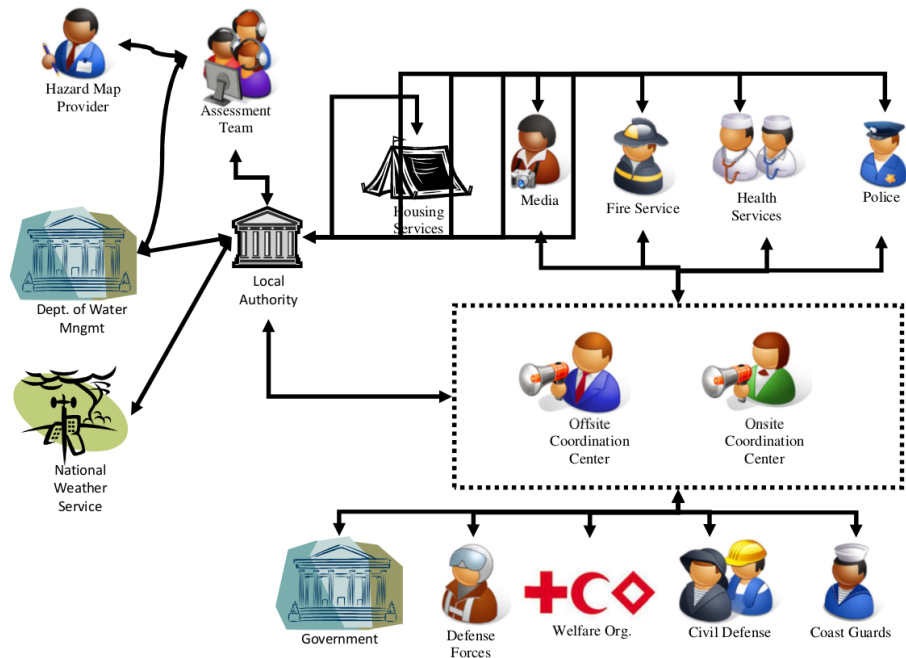 Hazard Map
Provider
Assessment
Team
Housing
Services
Media
Fire Service
Health
Services
Police
Dept. of Water
Mngmt
Local
Authority
National
Weather
Service
Offsite
Coordination
Center
Onsite
Coordination
Center
Government
Defense
Forces
Welfare Org.
Civil Defense
Coast Guards